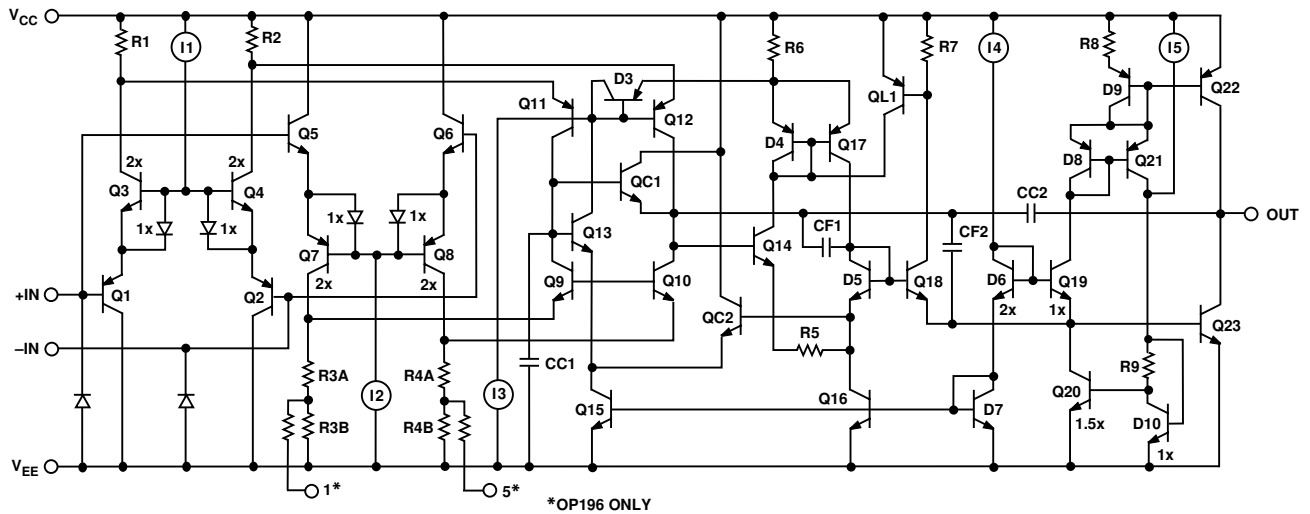 VCC
R1
I1
R2
R6
R7
I4
R8
I5
D3
Q11
Q12
QL1
D9
Q22
Q5
Q6
D4
Q17
D8
Q21
2x
2x
Q3
Q4
QC1
1x
1x
1x
1x
CC2
OUT
Q13
CF1
CF2
Q7
Q8
Q14
2x
2x
Q9
Q10
D5
Q18
D6
Q19
+IN
Q1
Q2
2x
1x
QC2
Q23
–IN
R5
CC1
R3A
R4A
R9
I2
I3
Q15
Q16
D7
Q20
R3B
R4B
1.5x
D10
1x
VEE
1*
5*
*OP196 ONLY